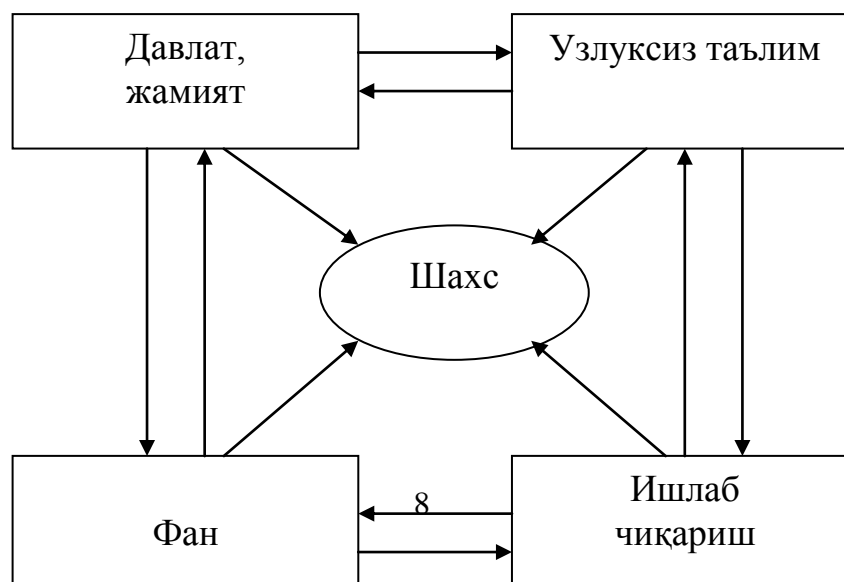 Давлат,
жамият
Узлуксиз таълим
Шахс
Фан
8
Ишлаб
чиқариш